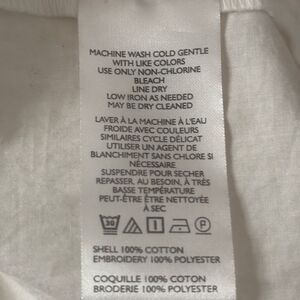 MACHINE WASH COLD GENTLE
WITH LIKE COLORS
USE ONLY NON-CHLORINE
BLEACH
LINE DRY
LOW IRON AS NEEDED
MAY BE DRY CLEANED
LAVER À LA MACHINE À L'EAU
FROIDE AVEC COULEURS
SIMILAIRES CYCLE DÉLICAT
UTILISER UN AGENT DE
BLANCHIMENT SANS CHLORE SI
NÉCESSAIRE
SUSPENDRE POUR SÉCHER
REPASSER, AU BESOIN, À TRÈS
BASSE TEMPÉRATURE
PEUT-ÊTRE ÊTRE NETTOYÉE
À SEC
30 P
SHELL 100% COTTON
EMBROIDERY 100% POLYESTER
COQUILLE 100% COTON
BRODERIE 100% POLYESTER